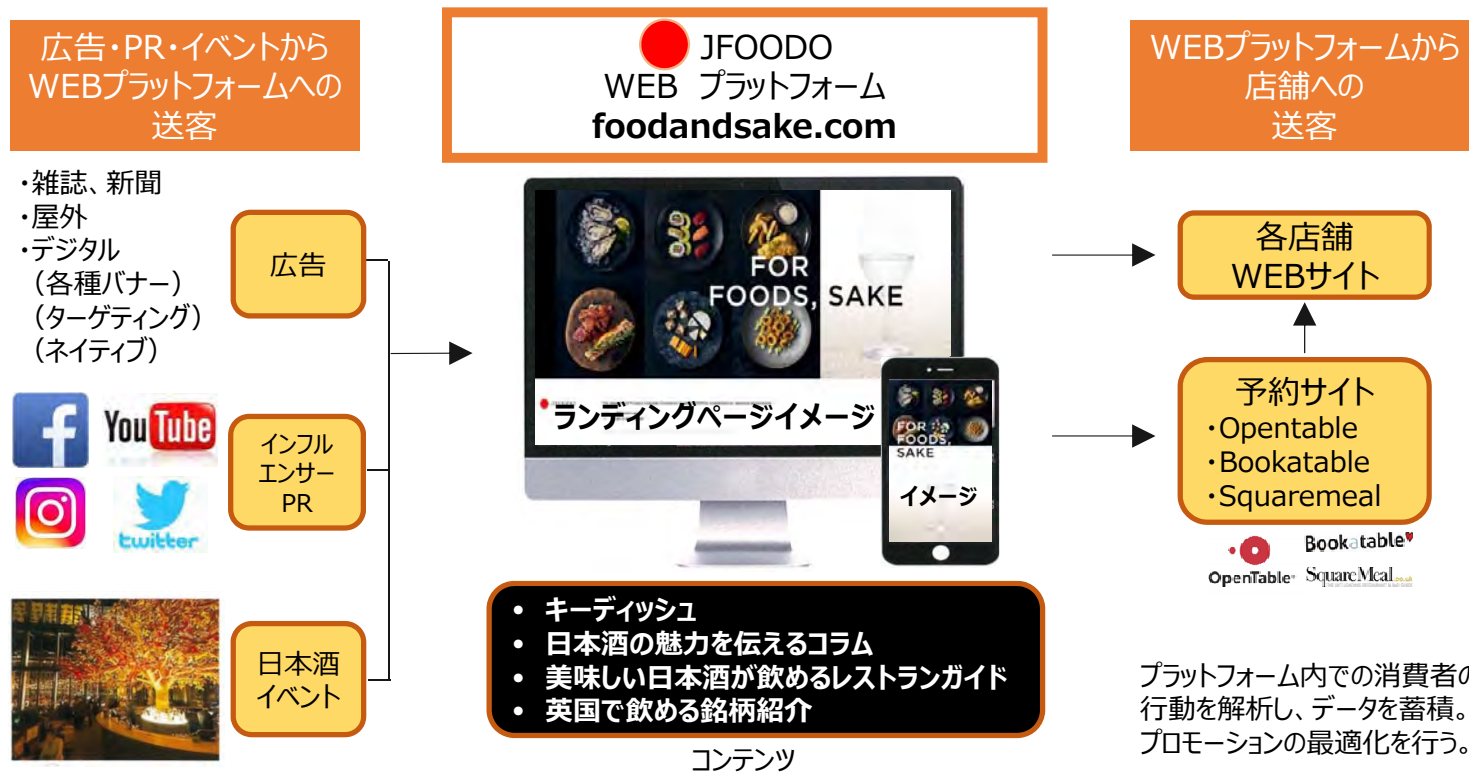 広告・PR・イベントから
WEBプラットフォームへの
送客
JFOODO
WEB プラットフォーム
foodandsake.com
WEBプラットフォームから
店舗への
送客
・雑誌、新聞
・屋外
・デジタル
（各種バナー）
（ターゲティング）
（ネイティブ）
広告
You Tube
インフル
エンサー
PR
twitter
日本酒
イベント
FOR
FOODS, SAKE
ランディングページイメージ
FOR
FOODS,
SAKE
イメージ
• キーディッシュ
• 日本酒の魅力を伝えるコラム
• 美味しい日本酒が飲めるレストランガイド
• 英国で飲める銘柄紹介
コンテンツ
各店舗
WEBサイト
予約サイト
・Opentable
・Bookatable
・Squaremeal
OpenTable
Bookatable
SquareMeal.co.uk
プラットフォーム内での消費者の
行動を解析し、データを蓄積。
プロモーションの最適化を行う。